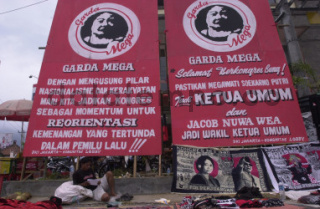 Garda
Mega
GARDA MEGA
DENGAN MENGUSUNG PILAR
NASIONALISME DAN KERAKYATAN
MARI KITA JADIKAN KONGRES
SEBAGAI MOMENTUM UNTUK
REORIENTASI
KEMENANGAN YANG TERTUNDA
DALAM PEMILU LALU !!!
Garda
Mega
GARDA MEGA
Selamat "Berkongres Seng!
PASTIKAN MEGAWATI SOEKARNO PUTRI
Jadi KETUA UMUM
dan
JACOB NUWA WEA
JADI WAKIL KETUA UMUM